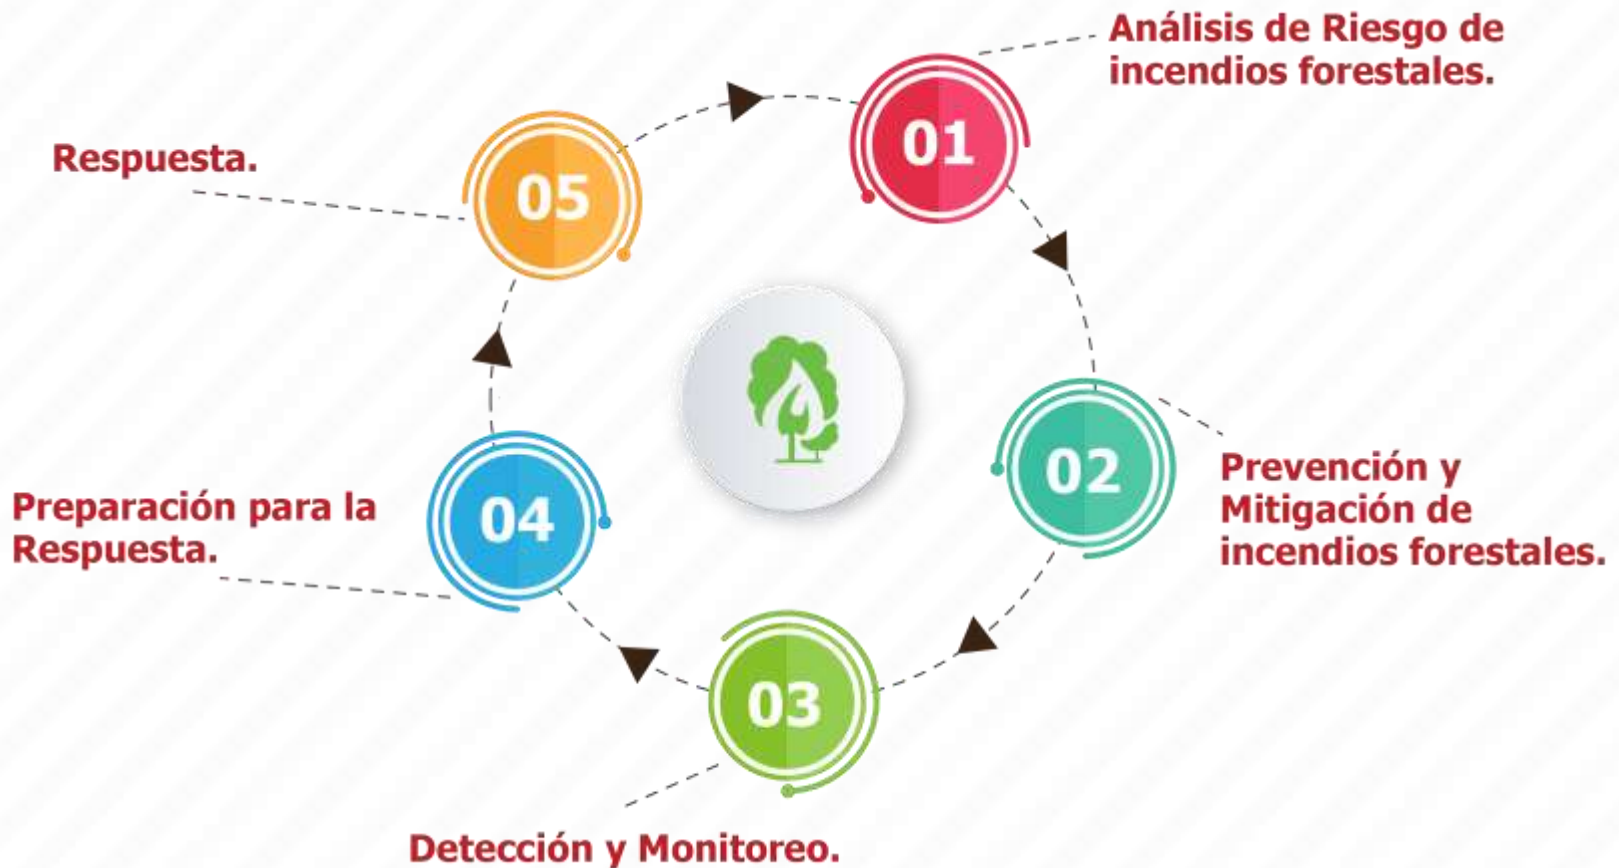 01
Análisis de Riesgo de
incendios forestales.
02
Prevención y
Mitigación de
incendios forestales.
03
Detección y Monitoreo.
04
Preparación para la
Respuesta.
05
Respuesta.